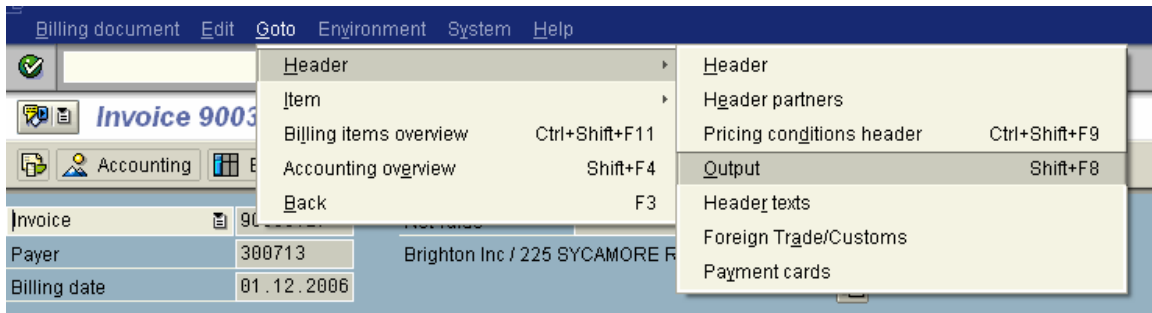 Billing document Edit Goto Environment System Help
Header Header
Item Header partners
Billing items overview Ctrl+Shift+F11 Pricing conditions header Ctrl+Shift+F9
Accounting overview Shift+F4 Output Shift+F8
Back F3 Header texts
Foreign Trade/Customs
Payment cards
Invoice 9003
Accounting
Invoice
Payer 300713 Brighton Inc / 225 SYCAMORE
Billing date 01.12.2006